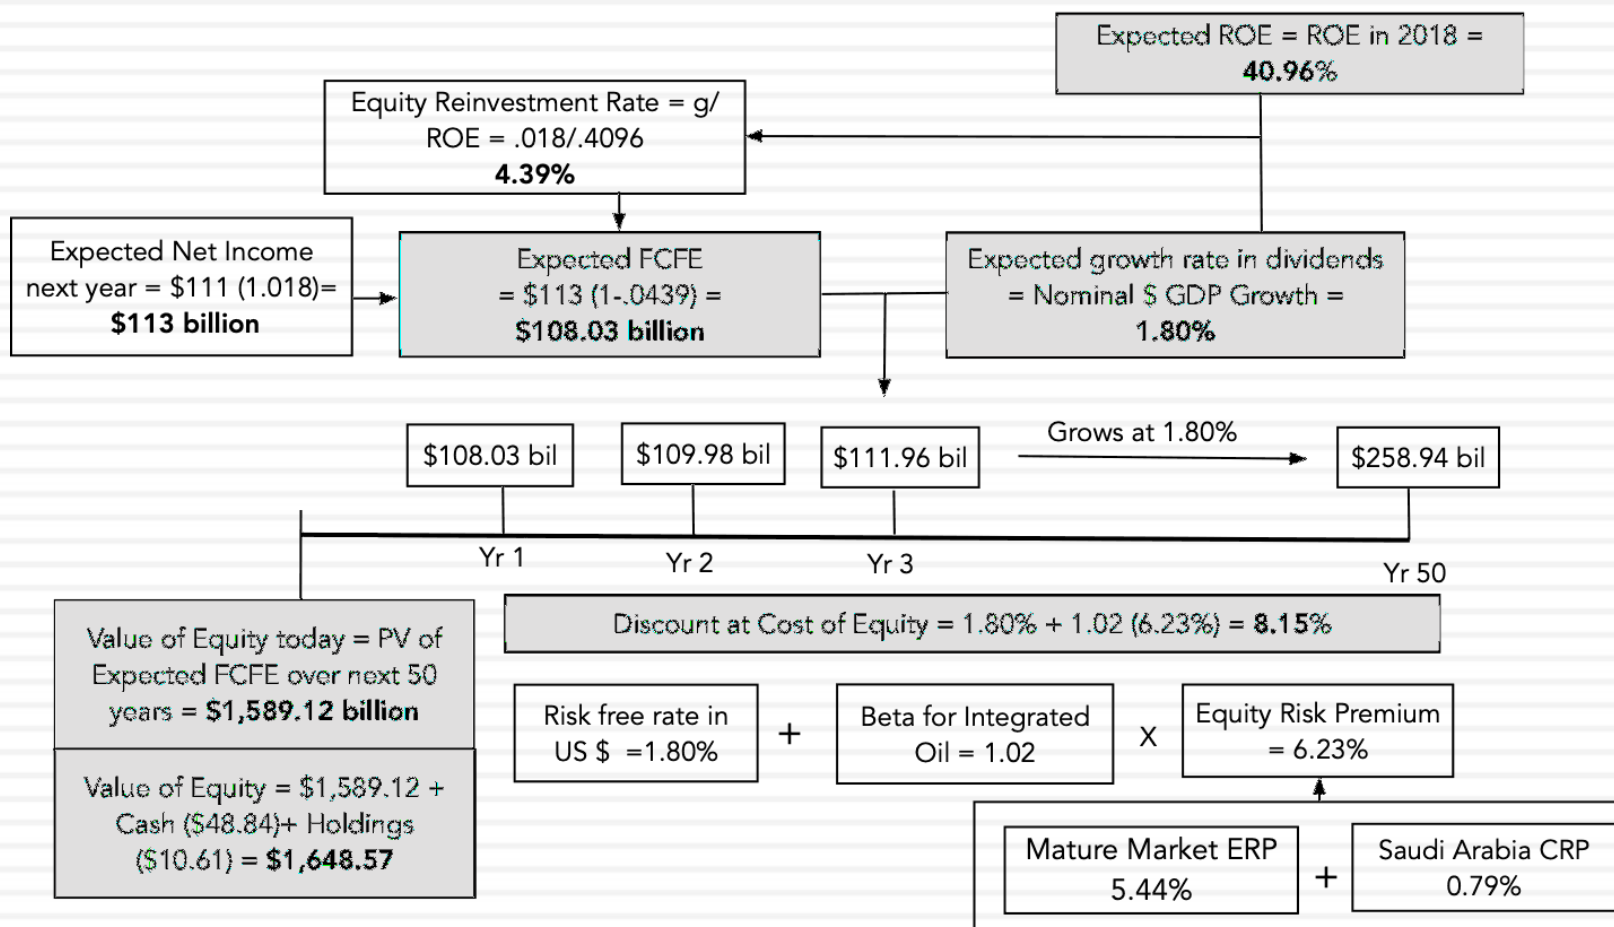 Expected ROE = ROE in 2018 =
40.96%
Equity Reinvestment Rate = g/
ROE = .018/.4096
4.39%
Expected Net Income
next year = $111 (1.018)=
$113 billion
Expected FCFE
= $113 (1-.0439) =
$108.03 billion
Expected growth rate in dividends
= Nominal $ GDP Growth =
1.80%
$108.03 bil
$109.98 bil
$111.96 bil
Grows at 1.80%
$258.94 bil
Yr 1
Yr 2
Yr 3
Yr 50
Value of Equity today = PV of
Expected FCFE over next 50
years = $1,589.12 billion
Discount at Cost of Equity = 1.80% + 1.02 (6.23%) = 8.15%
Risk free rate in
US $ =1.80%
+
Beta for Integrated
Oil = 1.02
X
Equity Risk Premium
= 6.23%
Value of Equity = $1,589.12 +
Cash ($48.84)+ Holdings
($10.61) = $1,648.57
Mature Market ERP
5.44%
+
Saudi Arabia CRP
0.79%